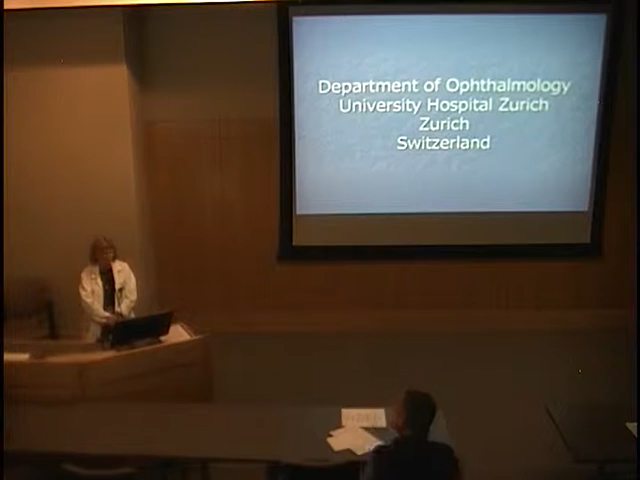 Department of Ophthalmology
University Hospital Zurich
Zurich
Switzerland